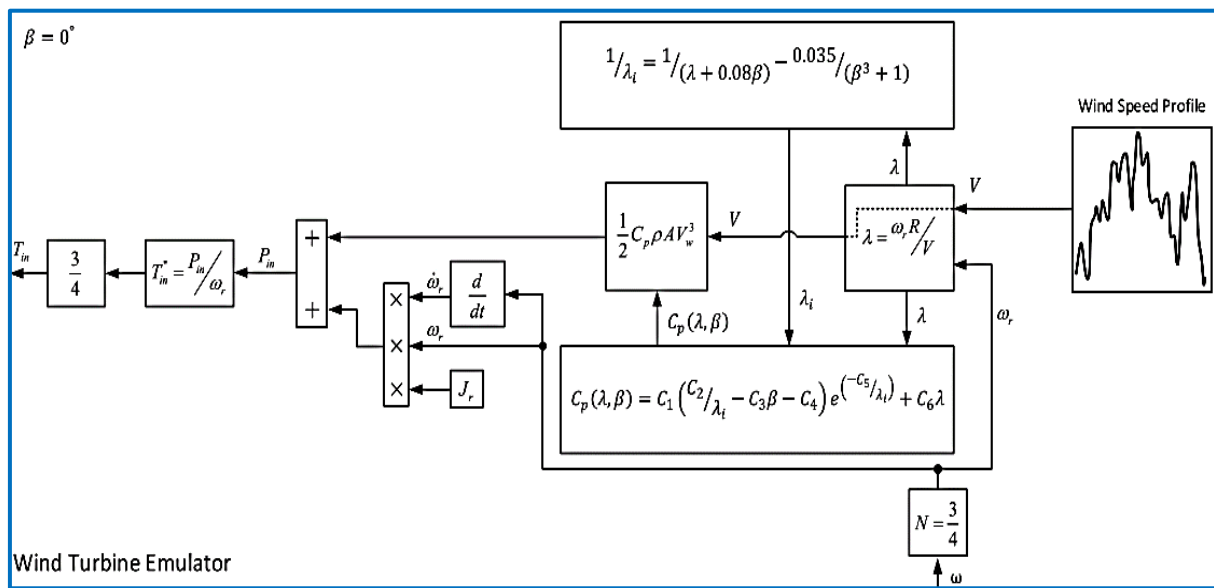 β = 0°
1/λi = 1/(λ + 0.08β) − 0.035/(β³ + 1)
Wind Speed Profile
λ
V
1/2 CpρAVw³
V
λ = ωrR/V
Tin
3/4
T*in = Pin/ωr
Pin
+
+
ω̇r
d/dt
×
ωr
×
×
Jr
Cp(λ, β)
λi
λ
ωr
Cp(λ, β) = C1 (C2/λi − C3β − C4) e^(−C5/λi) + C6λ
N = 3/4
Wind Turbine Emulator
ω